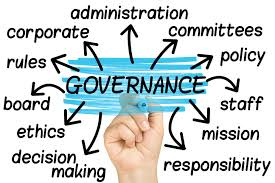 administration
corporate
committees
rules
policy
GOVERNANCE
board
staff
ethics
mission
decision
making
responsibility